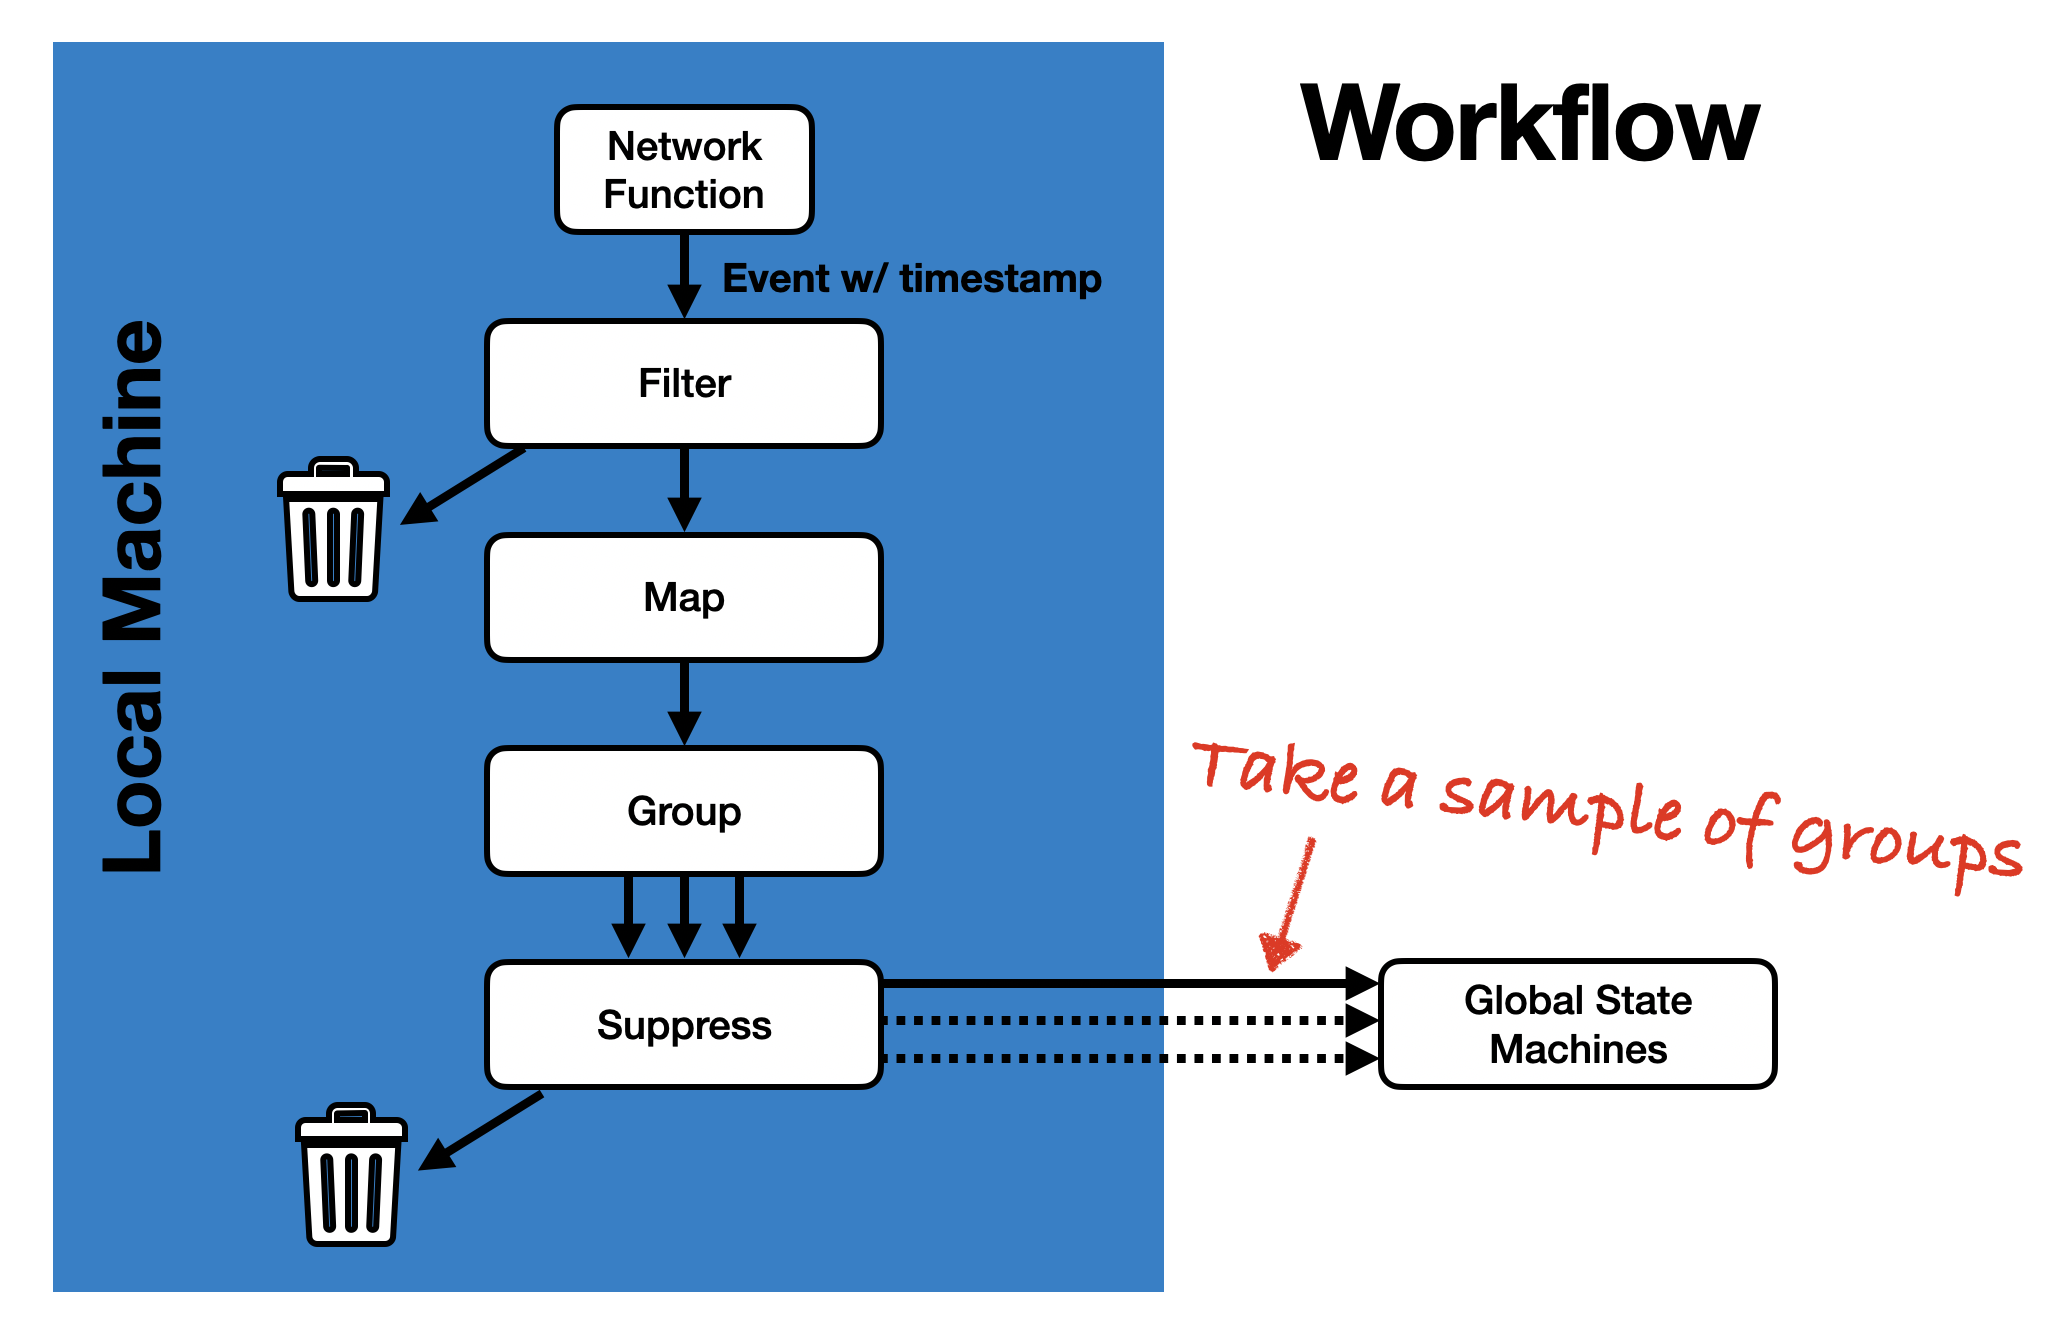 Workflow
Local Machine
Network
Function
Event w/ timestamp
Filter
Map
Group
Take a sample of groups
Suppress
Global State
Machines